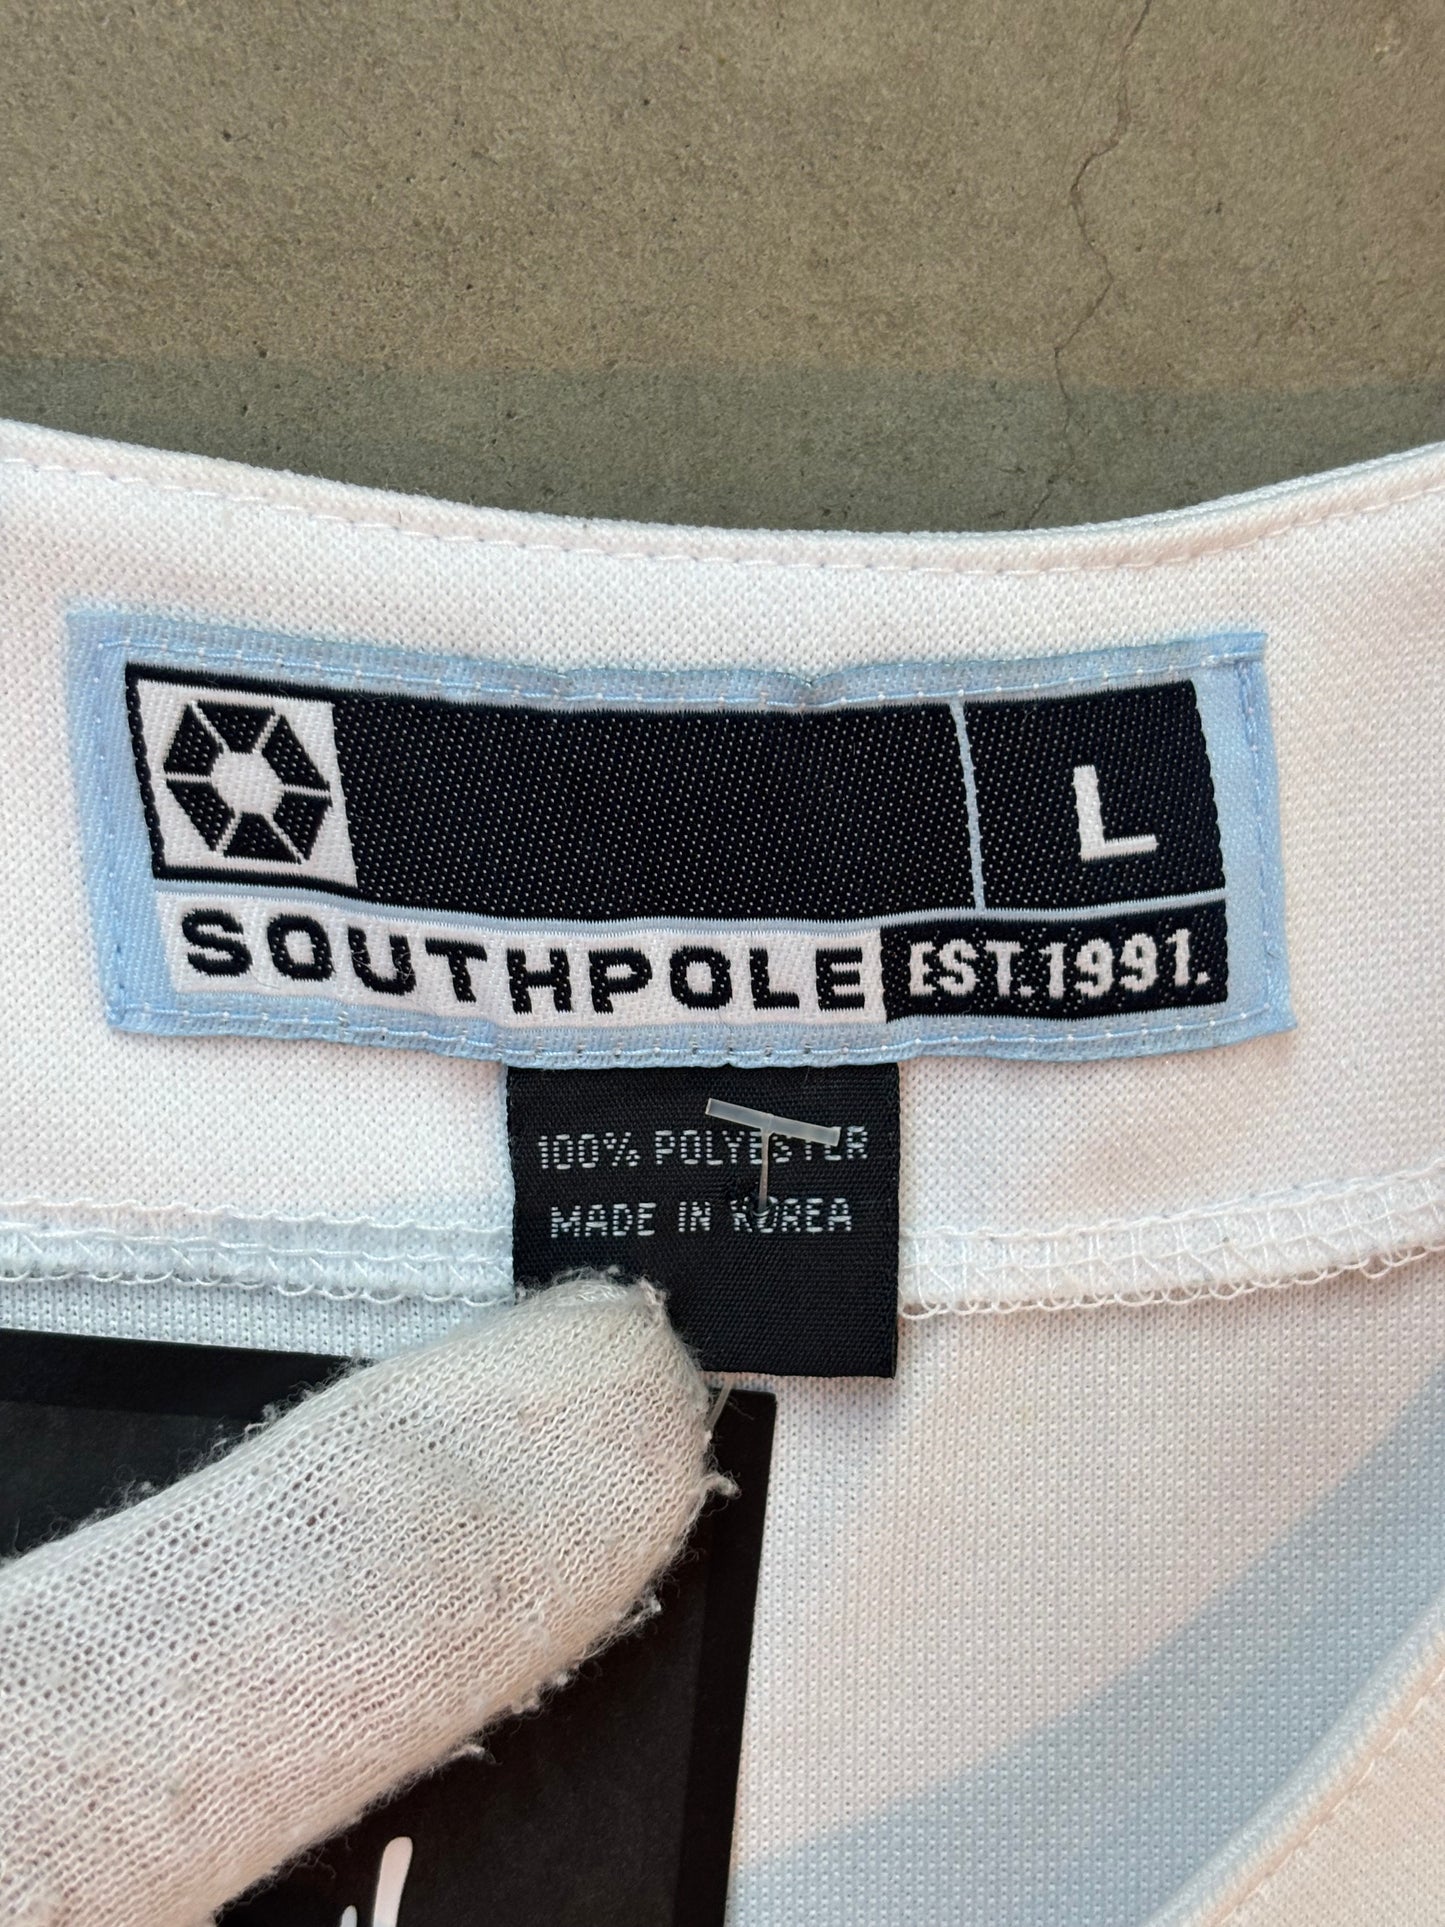 L
SOUTHPOLE EST.1991.
100% POLYESTER
MADE IN KOREA